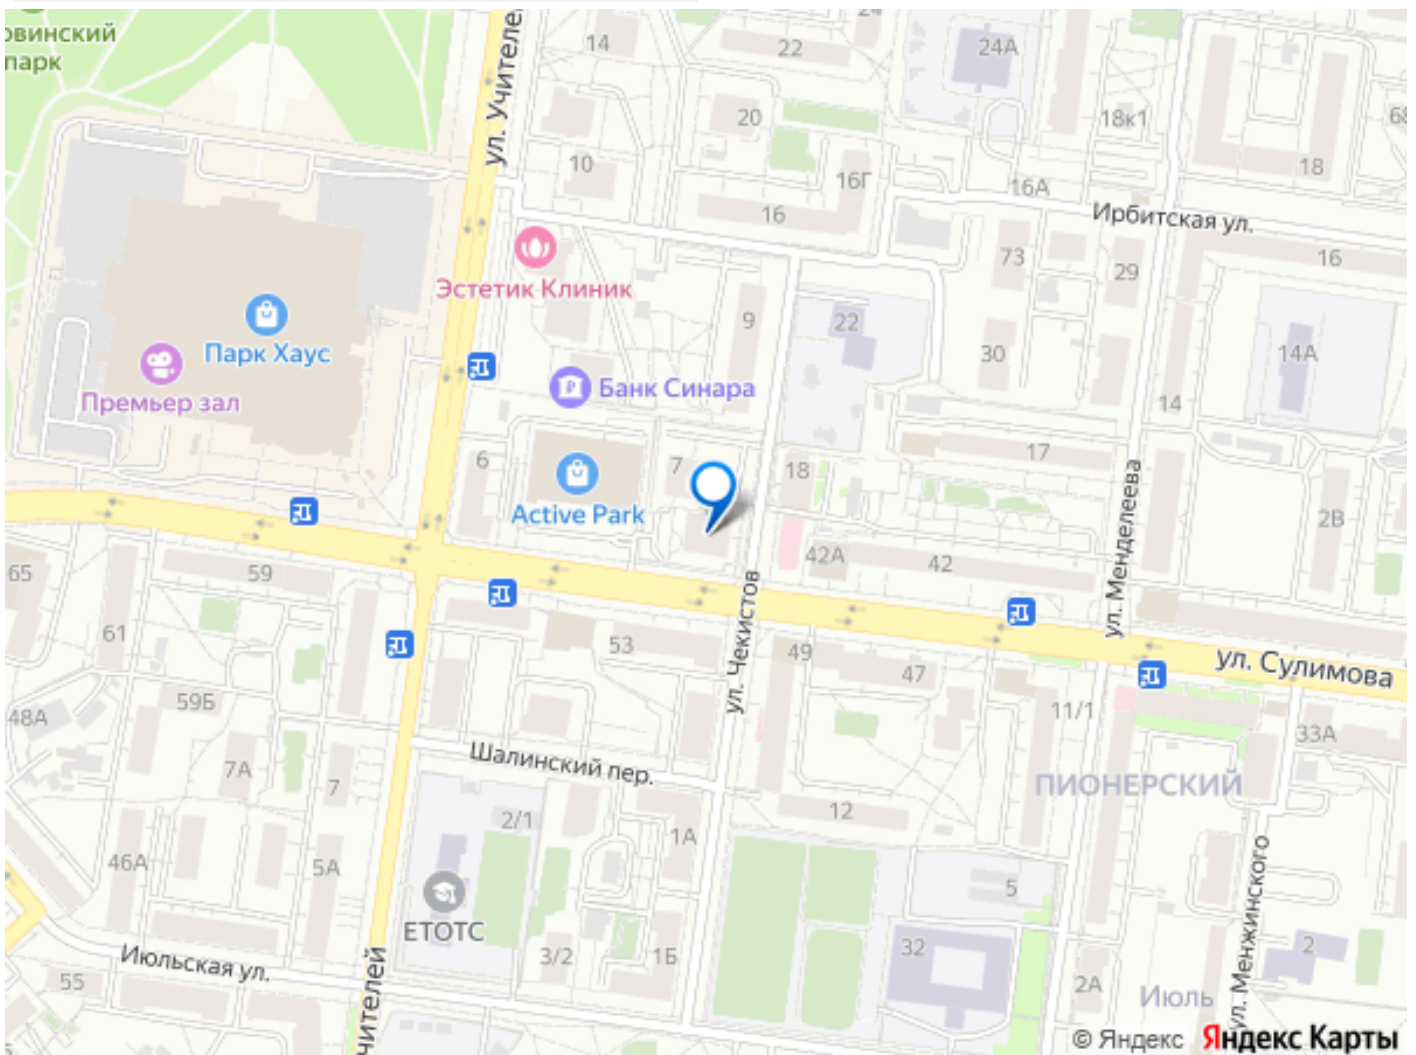 овинский
парк
ул. Учителе
14
22
24
24А
20
18к1
68
10
16Г
16А
18
16
Ирбитская ул.
73
29
16
Эстетик Клиник
9
22
30
14А
Парк Хаус
Премьер зал
Банк Синара
14
6
7
18
17
Active Park
ул. Менделеева
2В
65
59
42А
42
ул. Чекистов
61
53
49
47
ул. Сулимова
48А
59Б
11/1
33А
7А
7
Шалинский пер.
ПИОНЕРСКИЙ
2/1
1А
12
46А
5А
5
ул. Менжинского
ЕТОТС
32
2
Июльская ул.
55
3/2
1Б
2А
Июль
чителей
© Яндекс Яндекс Карты